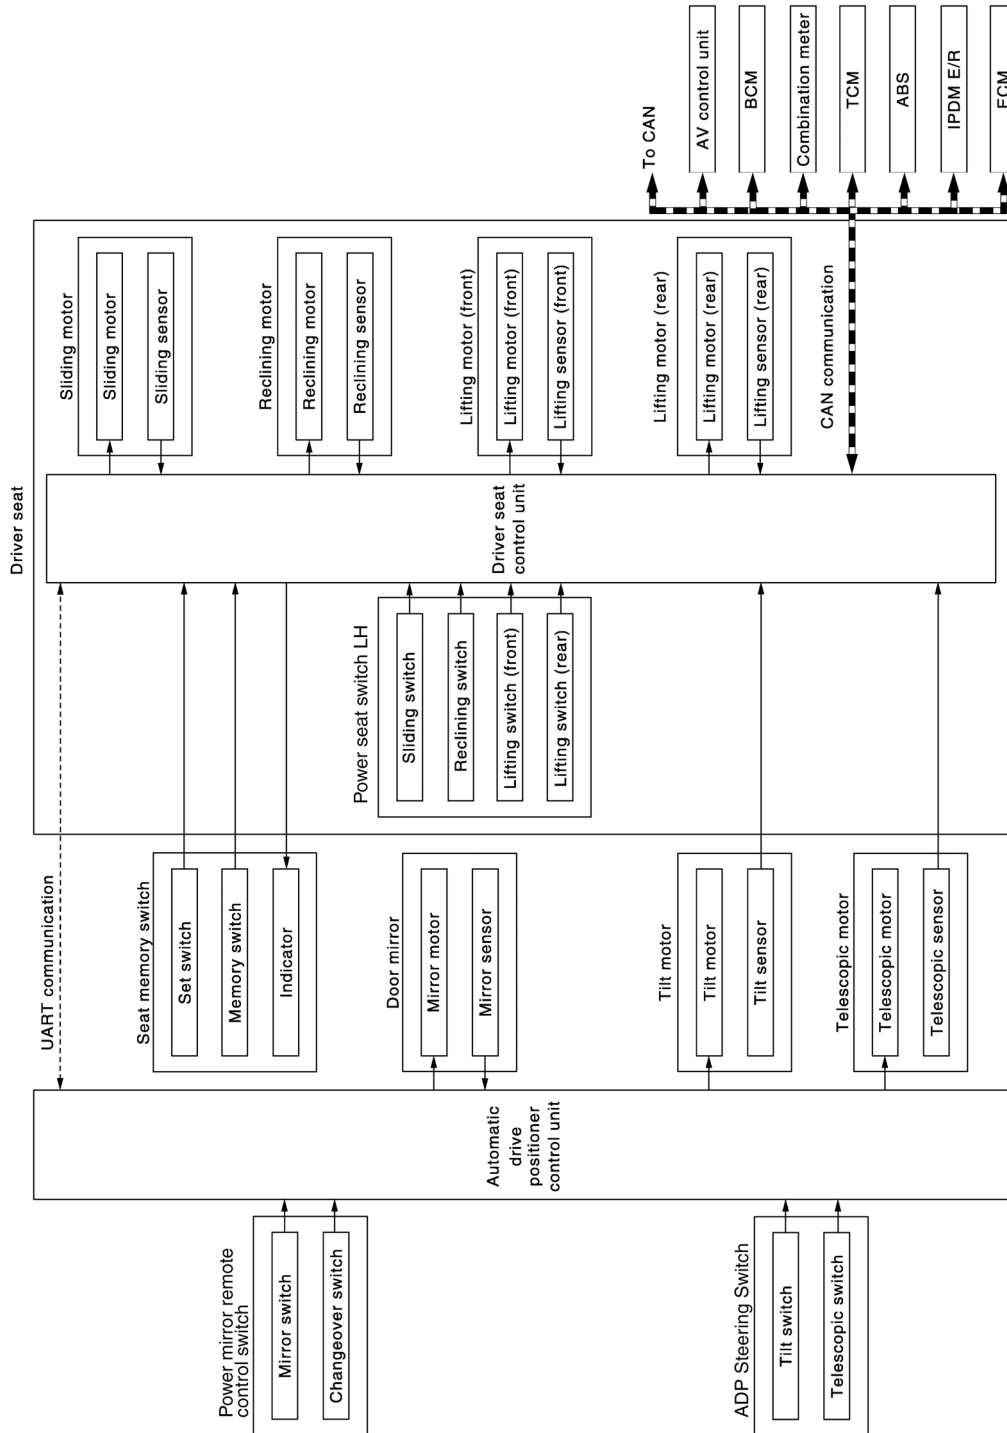 Power mirror remote
control switch
Mirror switch
Changeover switch
ADP Steering Switch
Tilt switch
Telescopic switch
Automatic
drive
positioner
control unit
UART communication
Seat memory switch
Set switch
Memory switch
Indicator
Door mirror
Mirror motor
Mirror sensor
Tilt motor
Tilt motor
Tilt sensor
Telescopic motor
Telescopic motor
Telescopic sensor
Driver seat
Power seat switch LH
Sliding switch
Reclining switch
Lifting switch (front)
Lifting switch (rear)
Driver seat
control unit
Sliding motor
Sliding motor
Sliding sensor
Reclining motor
Reclining motor
Reclining sensor
Lifting motor (front)
Lifting motor (front)
Lifting sensor (front)
Lifting motor (rear)
Lifting motor (rear)
Lifting sensor (rear)
CAN communication
To CAN
AV control unit
BCM
Combination meter
TCM
ABS
IPDM E/R
ECM